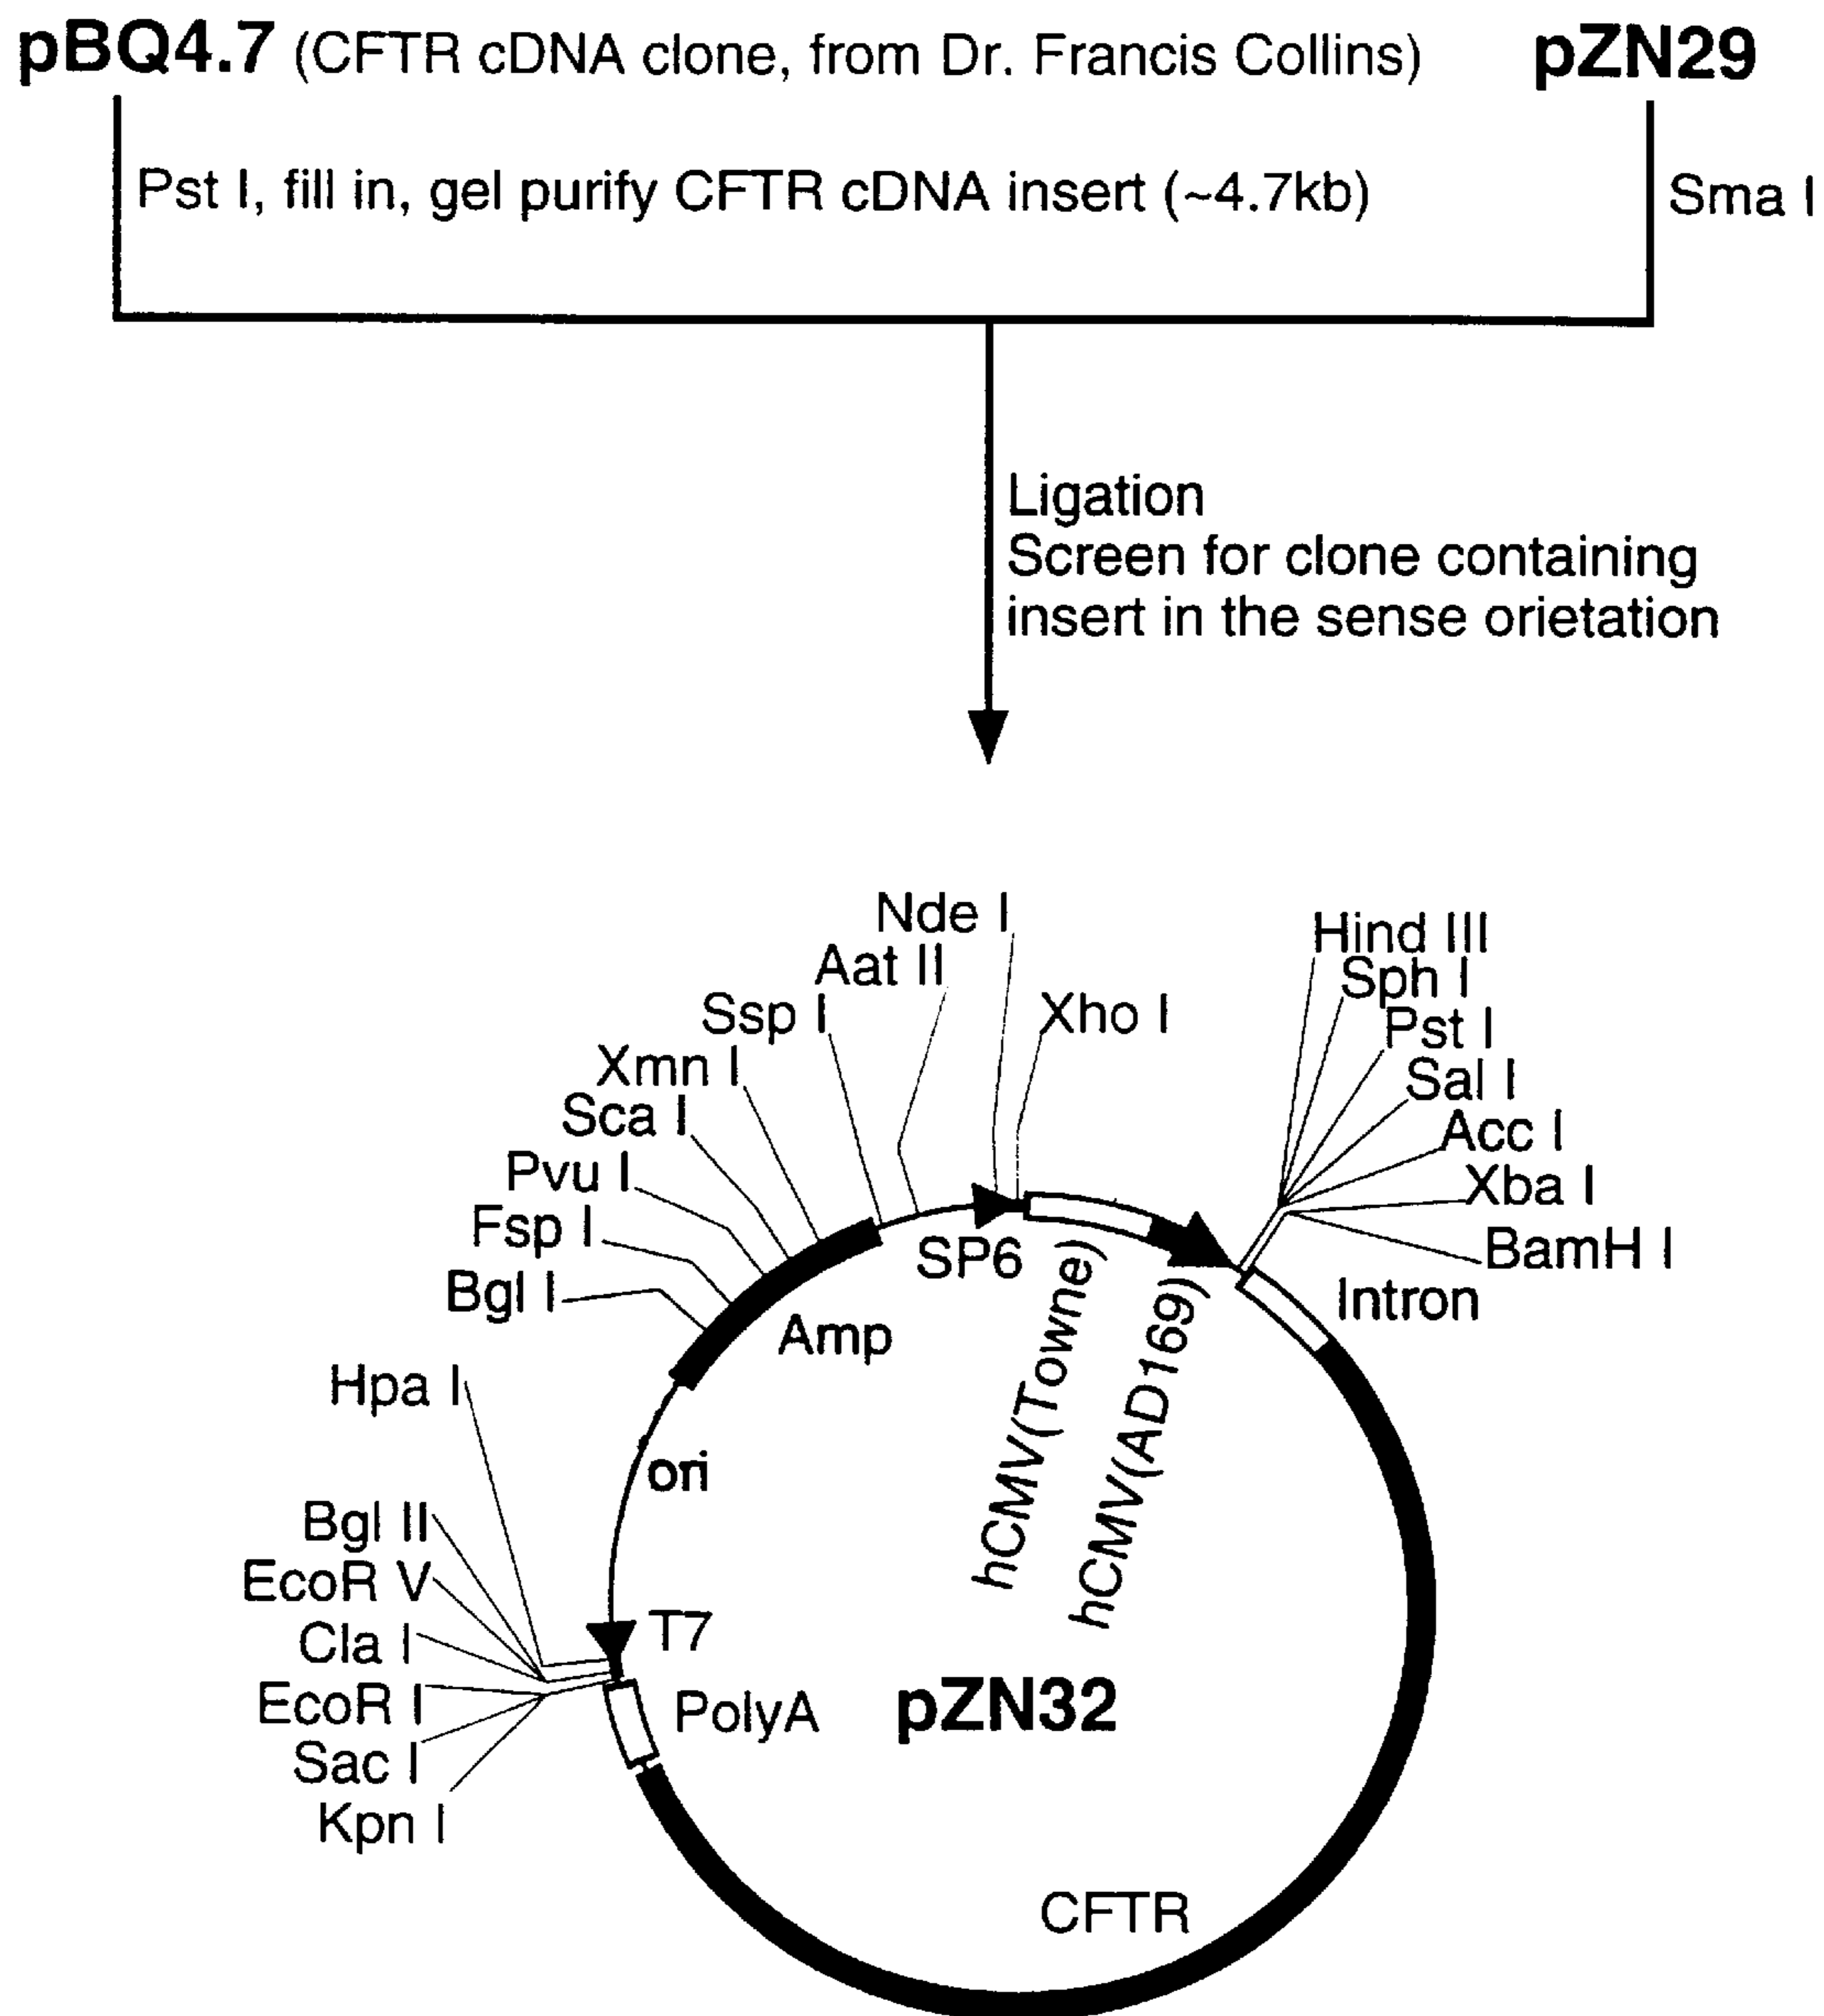 pBQ4.7 (CFTR cDNA clone, from Dr. Francis Collins)
pZN29
Pst I, fill in, gel purify CFTR cDNA insert (~4.7kb)
Sma I
Ligation
Screen for clone containing
insert in the sense orietation
Nde I
Aat II
Ssp I
Xmn I
Sca I
Pvu I
Fsp I
Bgl I
Xho I
Hind III
Sph I
Pst I
Sal I
Acc I
Xba I
BamH I
Intron
SP6
hCMV(Towne)
hCMV(AD169)
Amp
ori
Hpa I
Bgl II
EcoR V
Cla I
EcoR I
Sac I
Kpn I
T7
PolyA
pZN32
CFTR